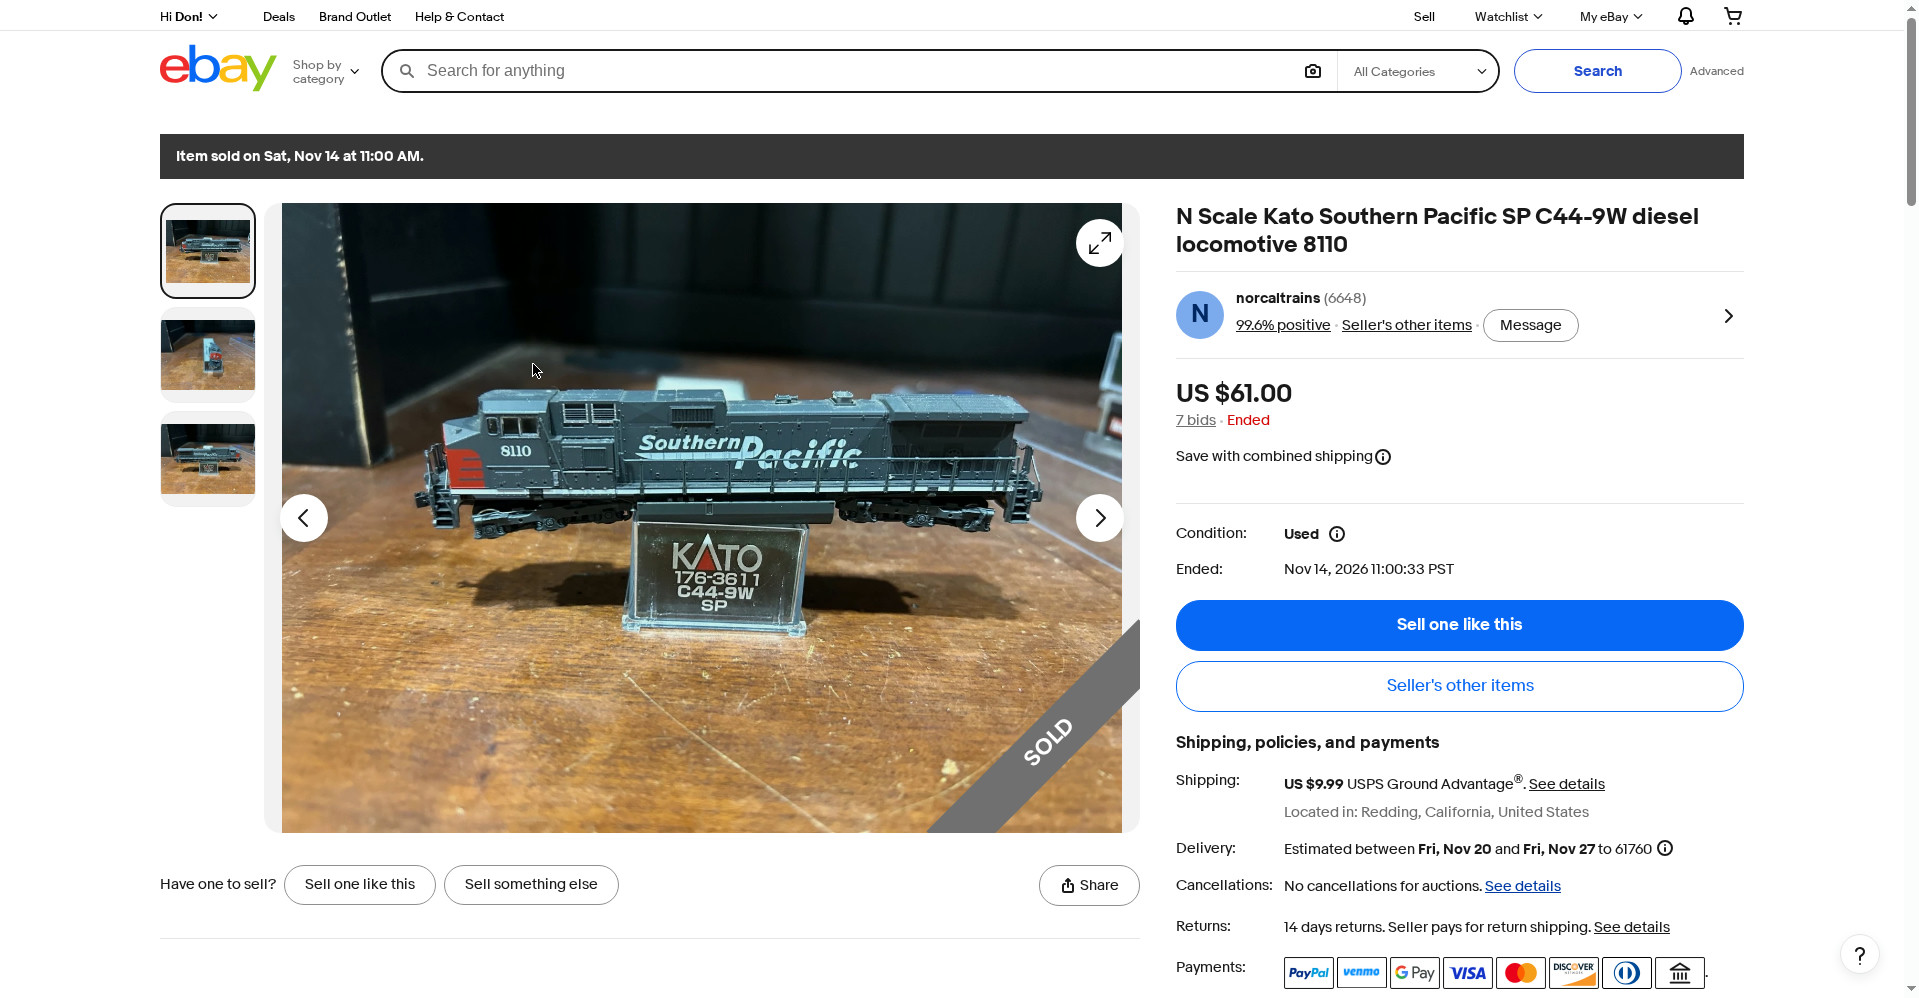 Hi Don!
Deals
Brand Outlet
Help & Contact
Sell
Watchlist
My eBay
ebay
Shop by category
Search for anything
All Categories
Search
Advanced
Item sold on Sat, Nov 14 at 11:00 AM.
8110
Southern Pacific
KATO
176-3611
C44-9W
SP
SOLD
Have one to sell?
Sell one like this
Sell something else
Share
N Scale Kato Southern Pacific SP C44-9W diesel
locomotive 8110
N
norcaltrains (6648)
99.6% positive · Seller's other items · Message
US $61.00
7 bids · Ended
Save with combined shipping
Condition: Used
Ended: Nov 14, 2026 11:00:33 PST
Sell one like this
Seller's other items
Shipping, policies, and payments
Shipping: US $9.99 USPS Ground Advantage®. See details
Located in: Redding, California, United States
Delivery: Estimated between Fri, Nov 20 and Fri, Nov 27 to 61760
Cancellations: No cancellations for auctions. See details
Returns: 14 days returns. Seller pays for return shipping. See details
Payments: PayPal venmo G Pay VISA DISCOVER
?